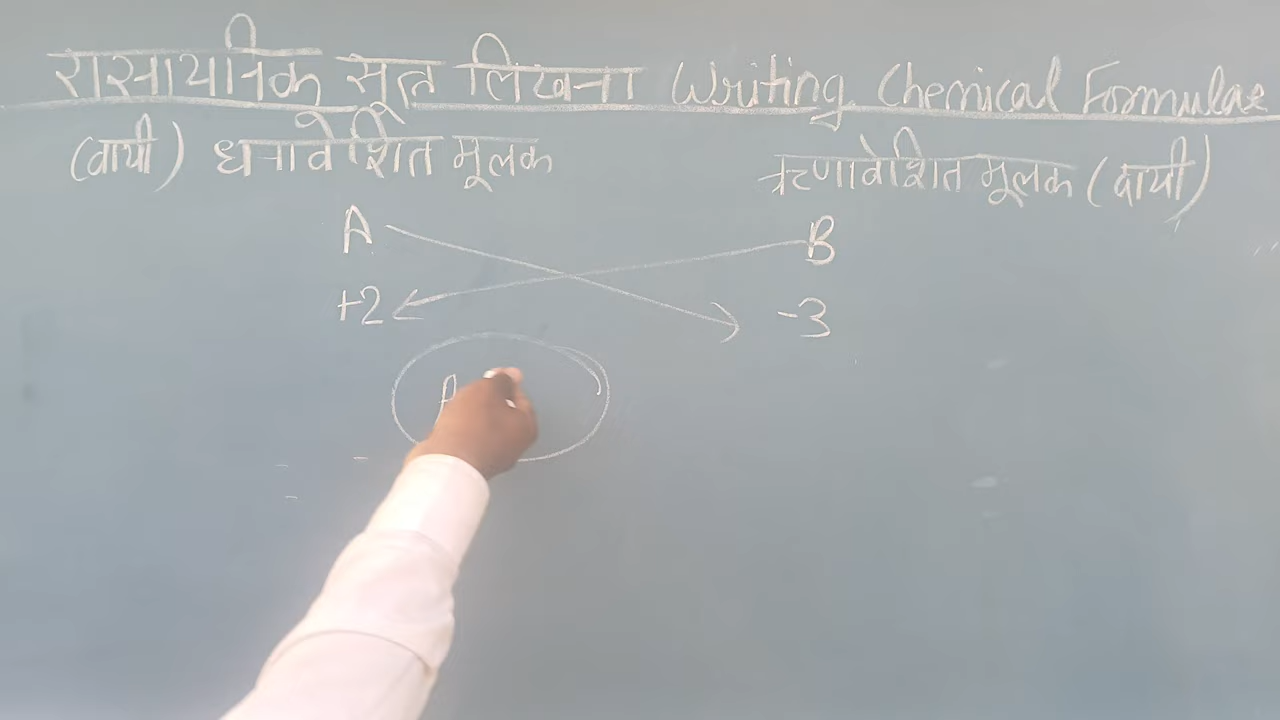 रासायनिक सूत्र लिखना Writing Chemical Formulae
(बायी) धनावेशित मूलक ऋणावेशित मूलक (दायी)
A B
+2 -3
A